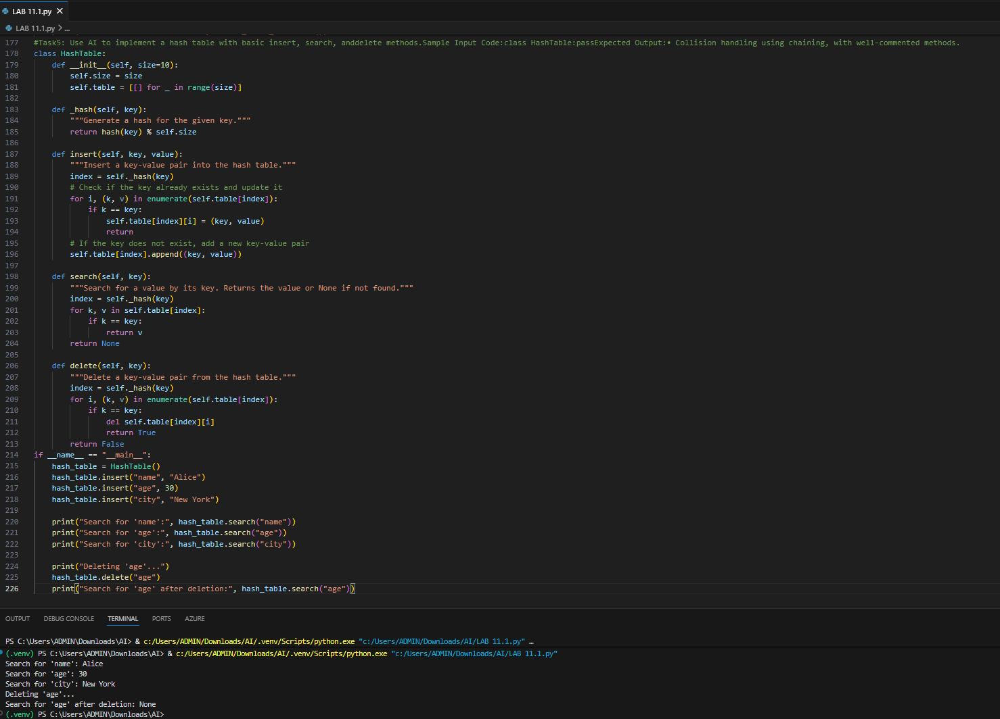 LAB 11.1.py
LAB 11.1.py > ...
177 #Task5: Use AI to implement a hash table with basic insert, search, anddelete methods.Sample Input Code:class HashTable:passExpected Output:• Collision handling using chaining, with well-commented methods.
178 class HashTable:
179     def __init__(self, size=10):
180         self.size = size
181         self.table = [[] for _ in range(size)]
182
183     def _hash(self, key):
184         """Generate a hash for the given key."""
185         return hash(key) % self.size
186
187     def insert(self, key, value):
188         """Insert a key-value pair into the hash table."""
189         index = self._hash(key)
190         # Check if the key already exists and update it
191         for i, (k, v) in enumerate(self.table[index]):
192             if k == key:
193                 self.table[index][i] = (key, value)
194                 return
195         # If the key does not exist, add a new key-value pair
196         self.table[index].append((key, value))
197
198     def search(self, key):
199         """Search for a value by its key. Returns the value or None if not found."""
200         index = self._hash(key)
201         for k, v in self.table[index]:
202             if k == key:
203                 return v
204         return None
205
206     def delete(self, key):
207         """Delete a key-value pair from the hash table."""
208         index = self._hash(key)
209         for i, (k, v) in enumerate(self.table[index]):
210             if k == key:
211                 del self.table[index][i]
212                 return True
213         return False
214 if __name__ == "__main__":
215     hash_table = HashTable()
216     hash_table.insert("name", "Alice")
217     hash_table.insert("age", 30)
218     hash_table.insert("city", "New York")
219
220     print("Search for 'name':", hash_table.search("name"))
221     print("Search for 'age':", hash_table.search("age"))
222     print("Search for 'city':", hash_table.search("city"))
223
224     print("Deleting 'age'...")
225     hash_table.delete("age")
226     print("Search for 'age' after deletion:", hash_table.search("age"))
OUTPUT DEBUG CONSOLE TERMINAL PORTS AZURE
PS C:\Users\ADMIN\Downloads\AI> & c:/Users/ADMIN/Downloads/AI/.venv/Scripts/python.exe "c:/Users/ADMIN/Downloads/AI/LAB 11.1.py" …
(.venv) PS C:\Users\ADMIN\Downloads\AI> & c:/Users/ADMIN/Downloads/AI/.venv/Scripts/python.exe "c:/Users/ADMIN/Downloads/AI/LAB 11.1.py"
Search for 'name': Alice
Search for 'age': 30
Search for 'city': New York
Deleting 'age'...
Search for 'age' after deletion: None
(.venv) PS C:\Users\ADMIN\Downloads\AI>